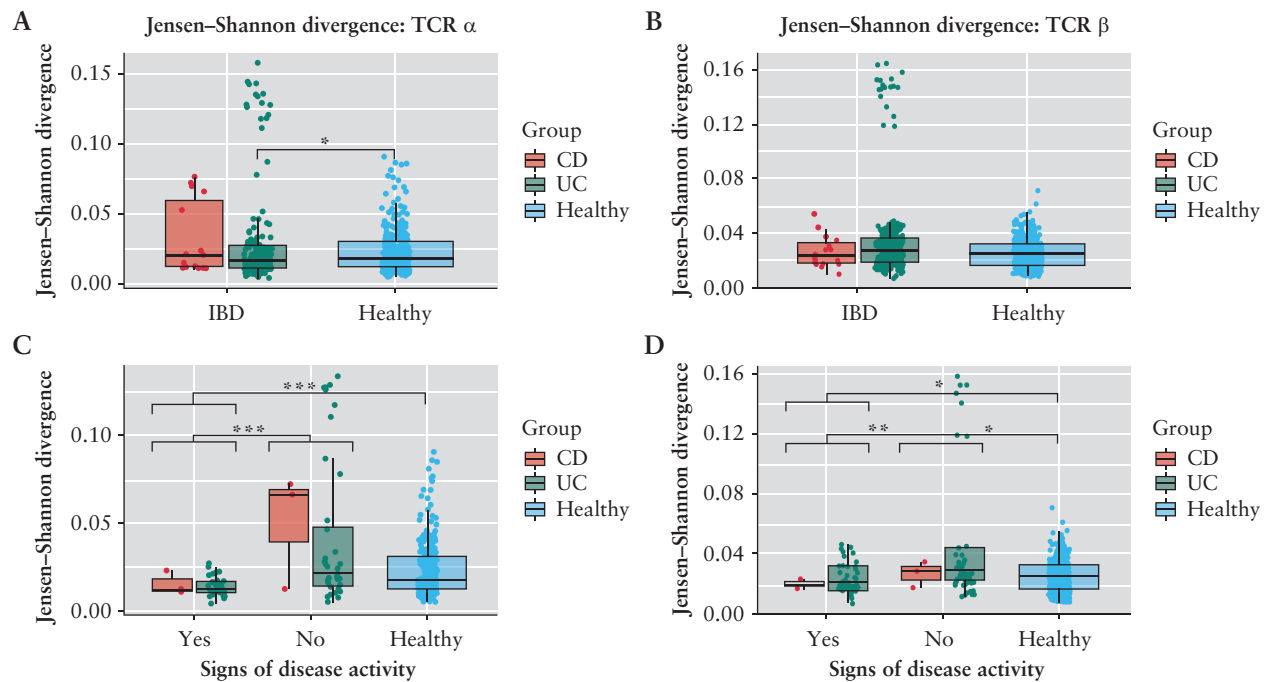 A
Jensen–Shannon divergence: TCR α
Jensen–Shannon divergence
0.15
0.10
0.05
0.00
*
IBD
Healthy
Group
CD
UC
Healthy
B
Jensen–Shannon divergence: TCR β
Jensen–Shannon divergence
0.16
0.12
0.08
0.04
0.00
IBD
Healthy
Group
CD
UC
Healthy
C
Jensen–Shannon divergence
0.10
0.05
0.00
***
***
Yes
No
Healthy
Signs of disease activity
Group
CD
UC
Healthy
D
Jensen–Shannon divergence
0.16
0.12
0.08
0.04
0.00
*
**
*
Yes
No
Healthy
Signs of disease activity
Group
CD
UC
Healthy